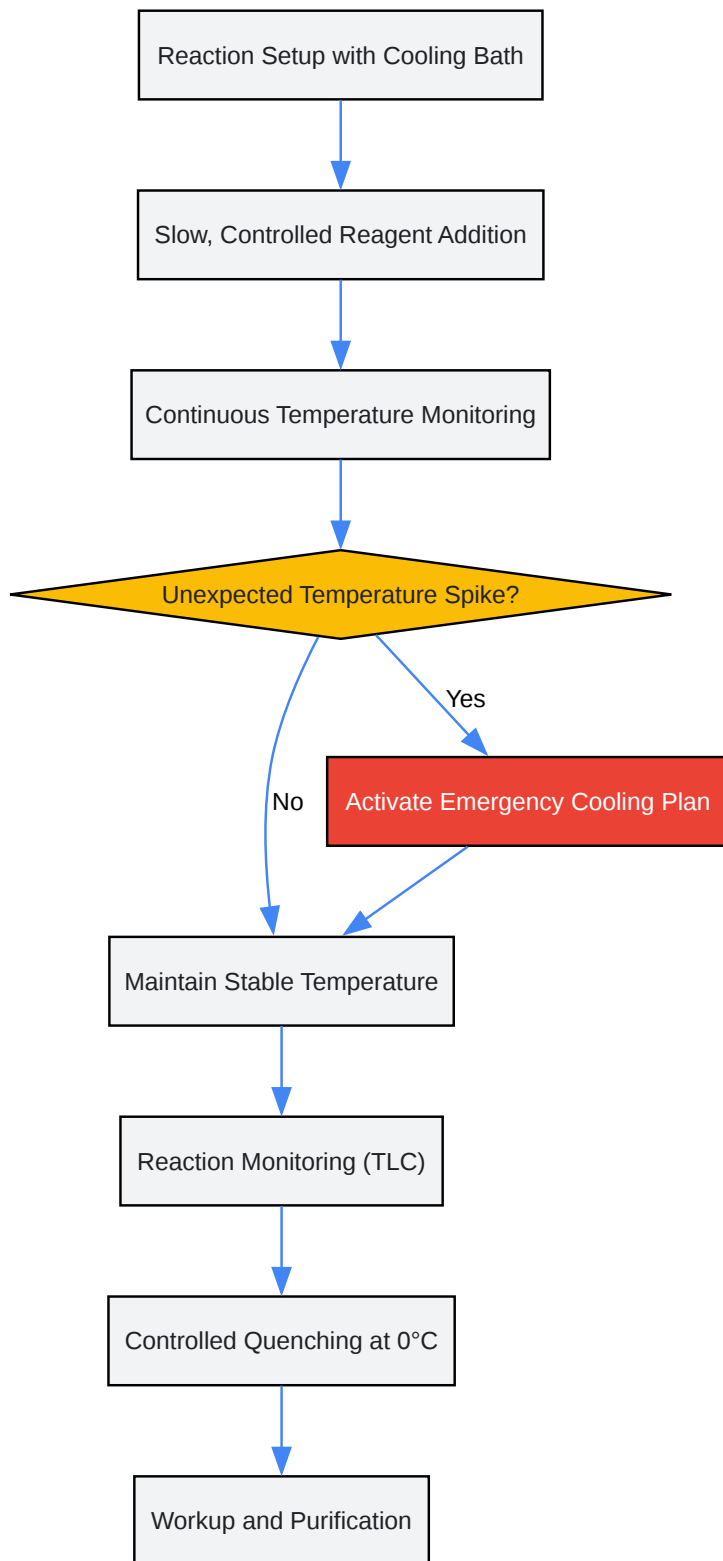 Reaction Setup with Cooling Bath
Slow, Controlled Reagent Addition
Continuous Temperature Monitoring
Unexpected Temperature Spike?
Yes
No
Activate Emergency Cooling Plan
Maintain Stable Temperature
Reaction Monitoring (TLC)
Controlled Quenching at 0°C
Workup and Purification